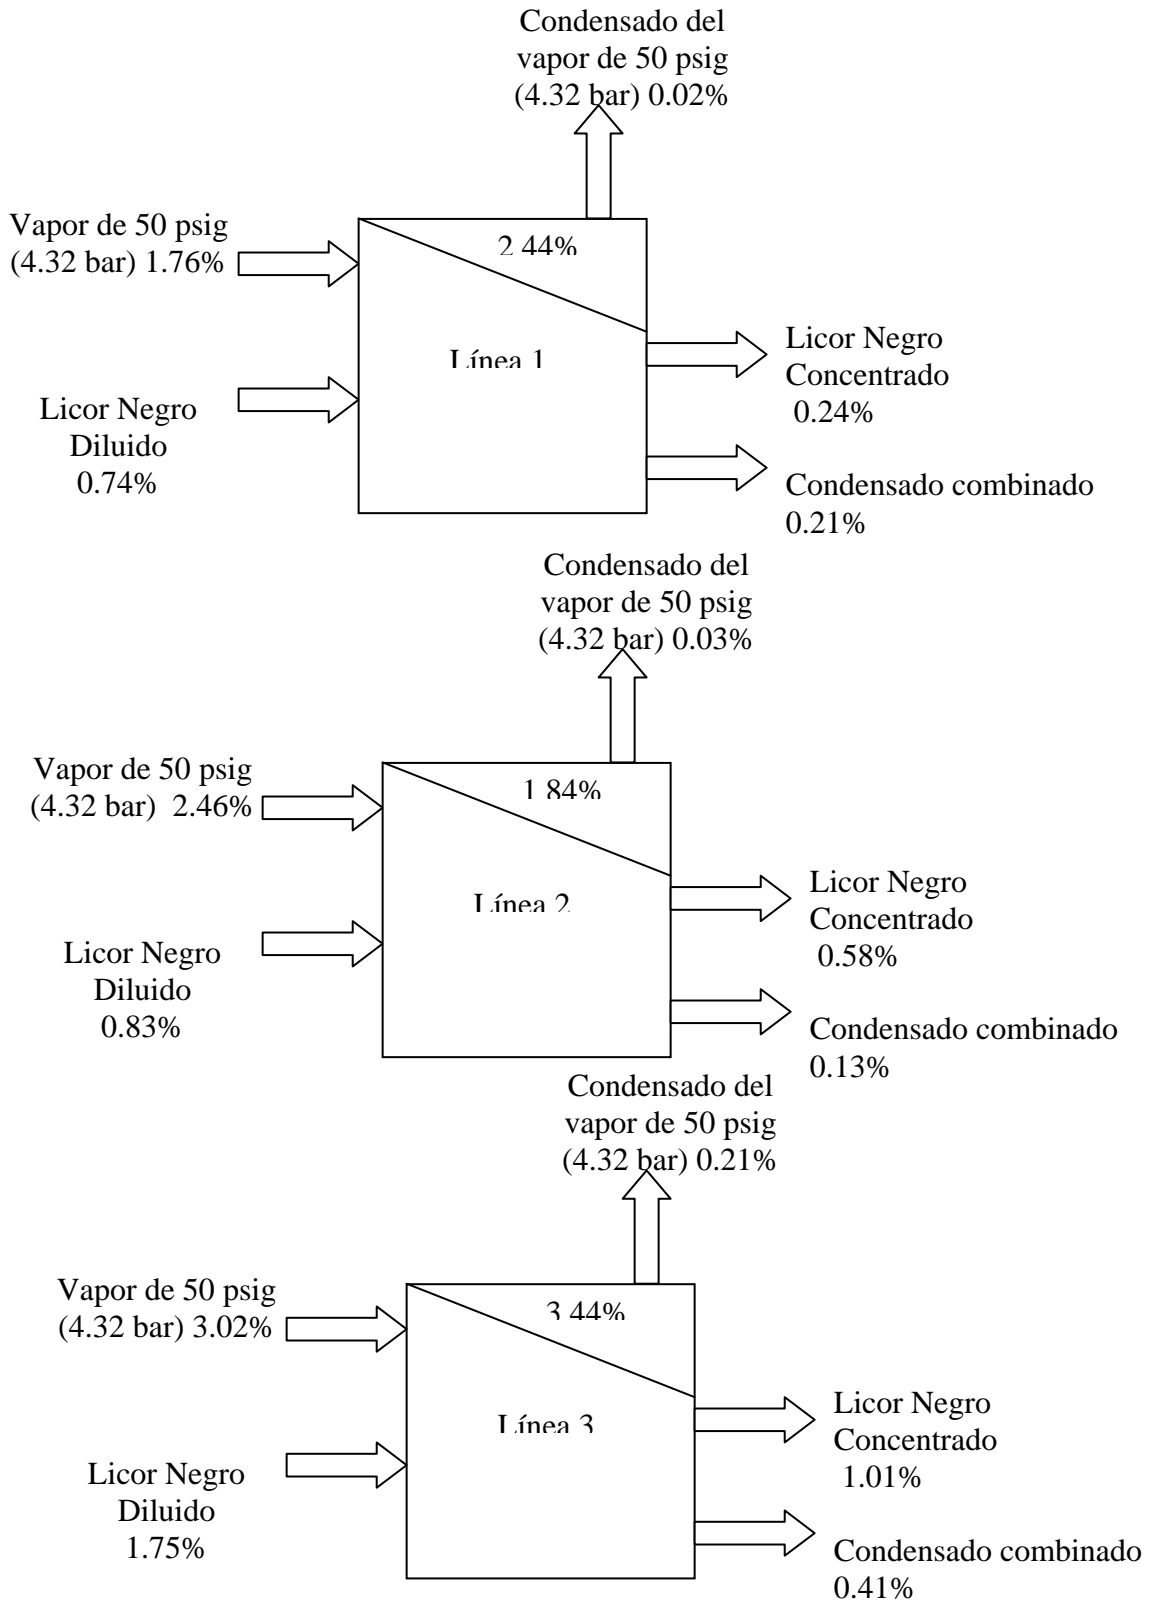 Condensado del
vapor de 50 psig
(4.32 bar) 0.02%
Vapor de 50 psig
(4.32 bar) 1.76%
2.44%
Línea 1
Licor Negro
Diluido
0.74%
Licor Negro
Concentrado
0.24%
Condensado combinado
0.21%
Condensado del
vapor de 50 psig
(4.32 bar) 0.03%
Vapor de 50 psig
(4.32 bar) 2.46%
1.84%
Línea 2
Licor Negro
Diluido
0.83%
Licor Negro
Concentrado
0.58%
Condensado combinado
0.13%
Condensado del
vapor de 50 psig
(4.32 bar) 0.21%
Vapor de 50 psig
(4.32 bar) 3.02%
3.44%
Línea 3
Licor Negro
Diluido
1.75%
Licor Negro
Concentrado
1.01%
Condensado combinado
0.41%